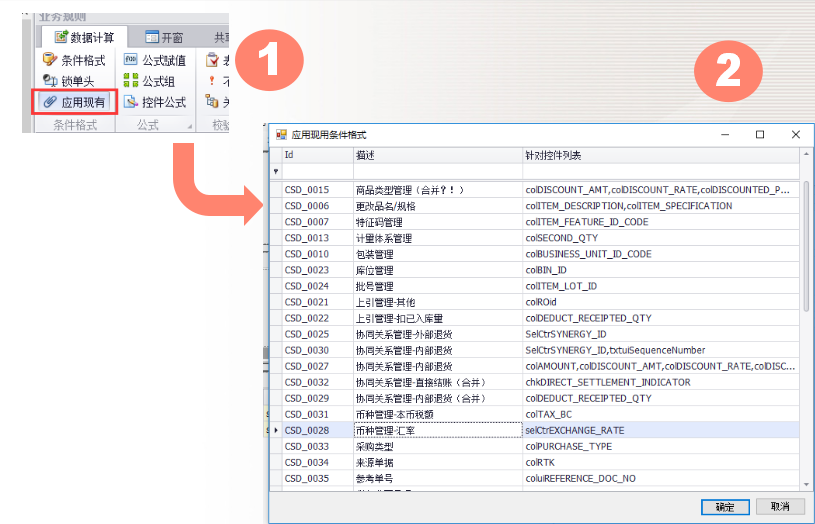 业务规则
数据计算 开窗 共
条件格式 公式赋值
锁单头 公式组
应用现有 控件公式
条件格式 公式
1
2
应用现用条件格式
Id 描述 针对控件列表
CSD_0015 商品类型管理（合并？！） colDISCOUNT_AMT,colDISCOUNT_RATE,colDISCOUNTED_P...
CSD_0006 更改品名/规格 colITEM_DESCRIPTION,colITEM_SPECIFICATION
CSD_0007 特征码管理 colITEM_FEATURE_ID_CODE
CSD_0013 计量体系管理 colSECOND_QTY
CSD_0010 包装管理 colBUSINESS_UNIT_ID_CODE
CSD_0023 库位管理 colBIN_ID
CSD_0024 批号管理 colITEM_LOT_ID
CSD_0021 上引管理-其他 colROid
CSD_0022 上引管理-扣已入库量 colDEDUCT_RECEIPTED_QTY
CSD_0025 协同关系管理-外部退货 SelCtrSYNERGY_ID
CSD_0030 协同关系管理-内部退货 SelCtrSYNERGY_ID,txtuiSequenceNumber
CSD_0027 协同关系管理-内部退货 colAMOUNT,colDISCOUNT_AMT,colDISCOUNT_RATE,colDISC...
CSD_0032 协同关系管理-直接结账（合并） chkDIRECT_SETTLEMENT_INDICATOR
CSD_0029 协同关系管理-内部退货（合并） colDEDUCT_RECEIPTED_QTY
CSD_0031 币种管理-本币税额 colTAX_BC
CSD_0028 币种管理-汇率 selCtrEXCHANGE_RATE
CSD_0033 采购类型 colPURCHASE_TYPE
CSD_0034 来源单据 colRTK
CSD_0035 参考单号 coluiREFERENCE_DOC_NO
确定 取消